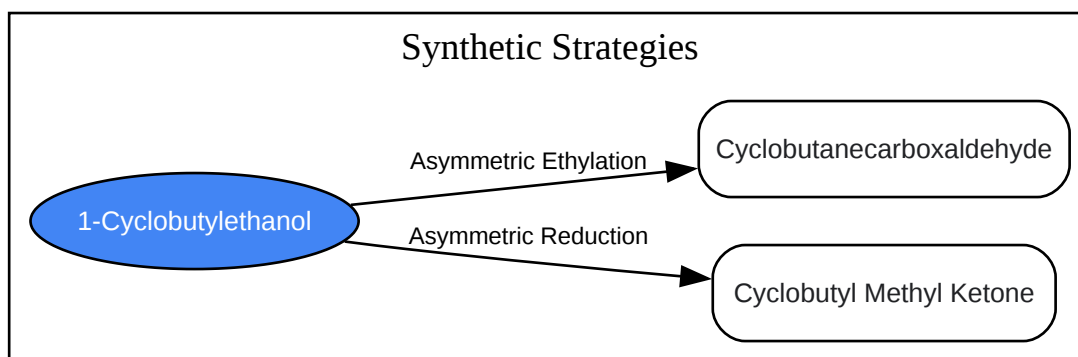 Synthetic Strategies
Cyclobutanecarboxaldehyde
Asymmetric Ethylation
1-Cyclobutylethanol
Asymmetric Reduction
Cyclobutyl Methyl Ketone